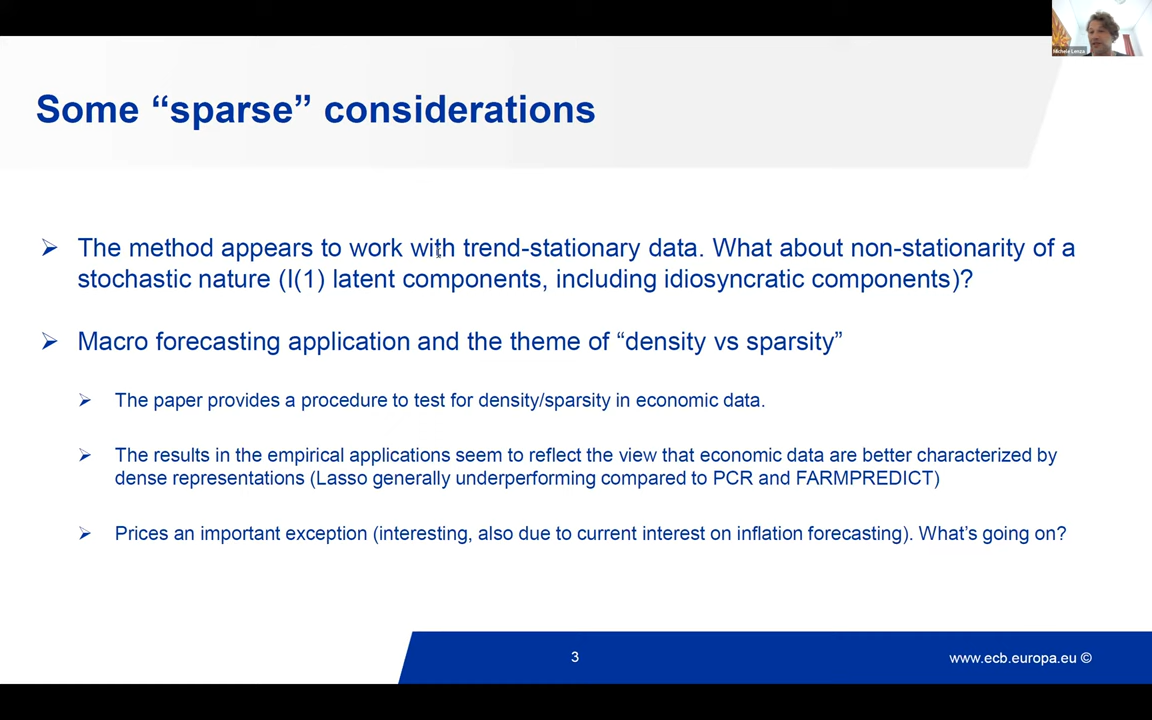 Michele Lenza
Some “sparse” considerations
➢ The method appears to work with trend-stationary data. What about non-stationarity of a
stochastic nature (I(1) latent components, including idiosyncratic components)?
➢ Macro forecasting application and the theme of “density vs sparsity”
➢ The paper provides a procedure to test for density/sparsity in economic data.
➢ The results in the empirical applications seem to reflect the view that economic data are better characterized by
dense representations (Lasso generally underperforming compared to PCR and FARMPREDICT)
➢ Prices an important exception (interesting, also due to current interest on inflation forecasting). What’s going on?
3
www.ecb.europa.eu ©